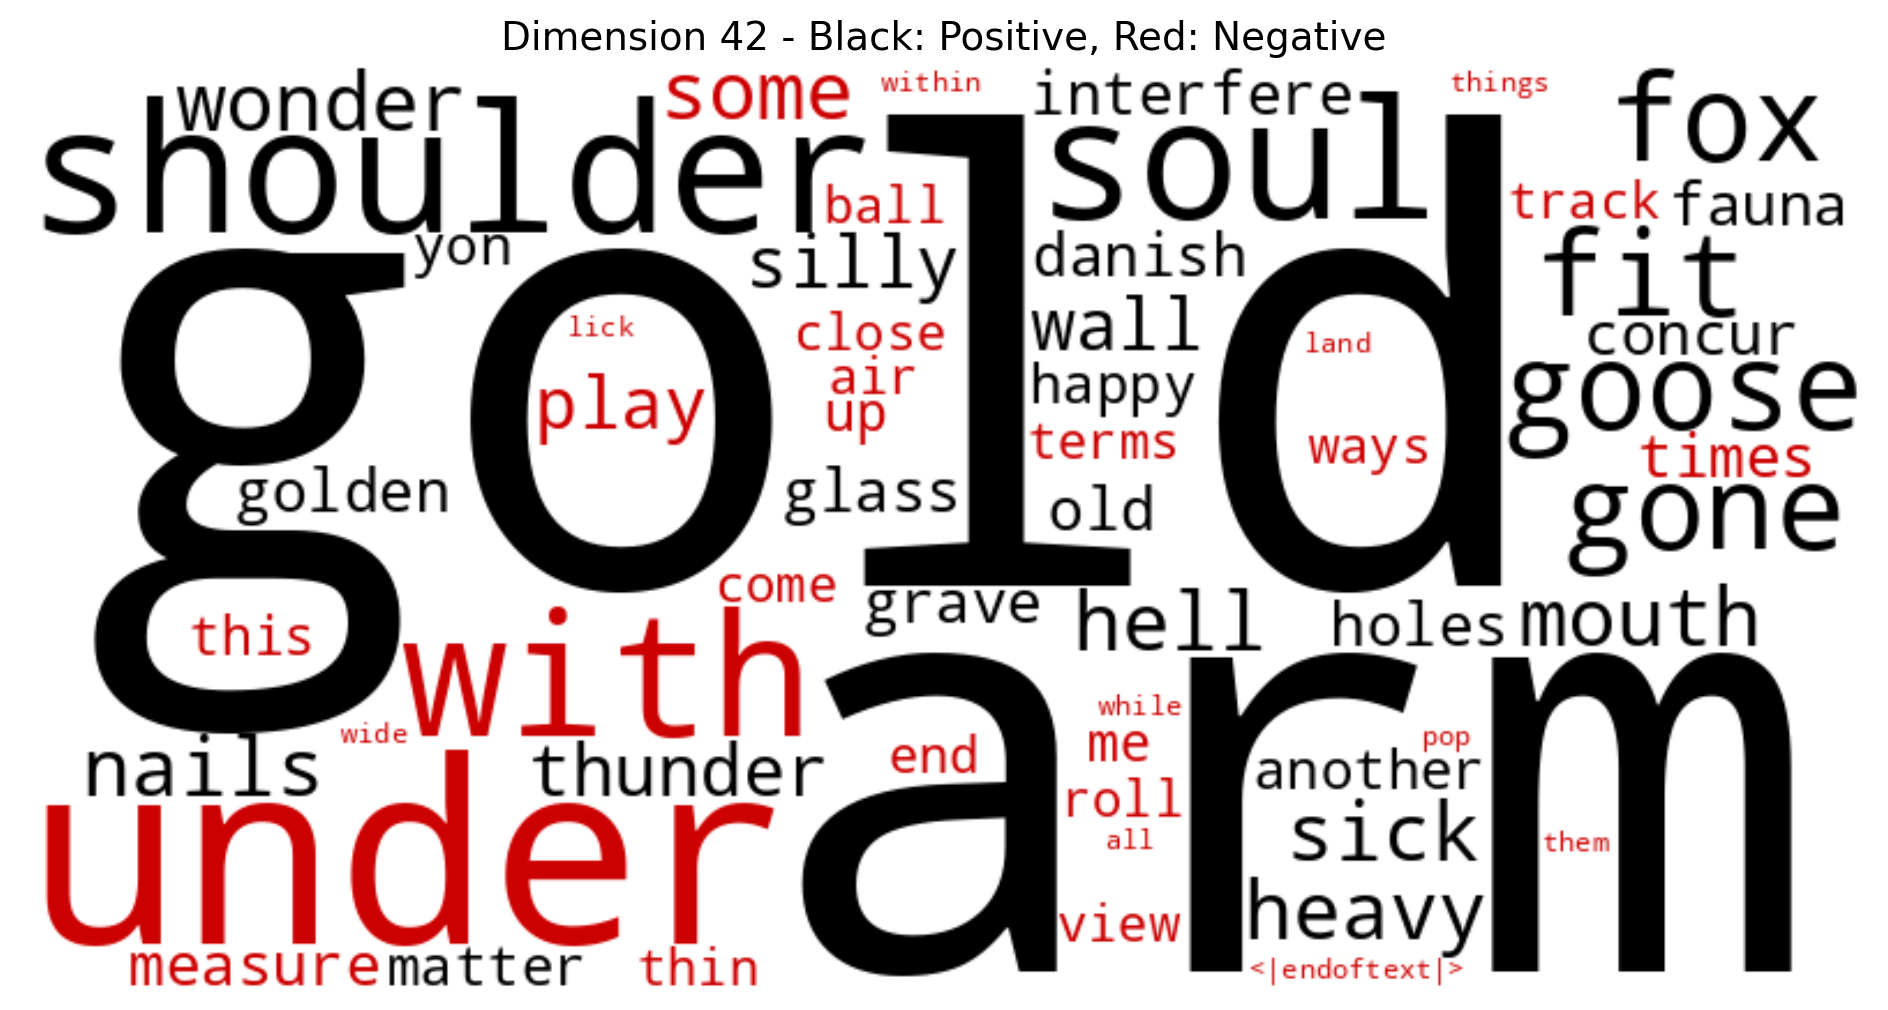 Dimension 42 - Black: Positive, Red: Negative
wonder some within interfere things fox
shoulder soul
ball track fauna
yon silly danish fit
gold
lick close wall land concur
play air happy goose
up terms ways times
golden glass old gone
come grave hell holes mouth
this with
wide while
nails thunder end me pop another
under arm
roll sick
all them
view heavy
measure matter thin <|endoftext|>